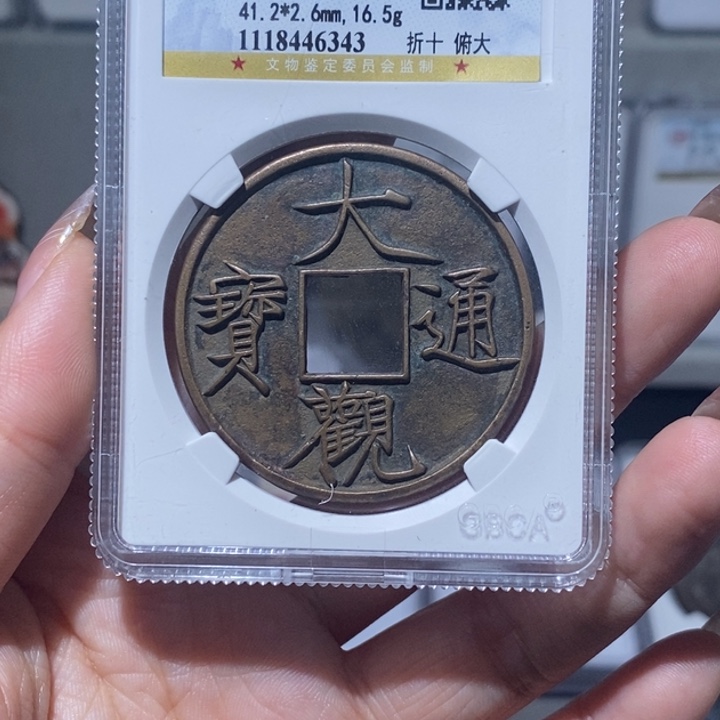 41.2*2.6mm,16.5g
1118446343 折十 俯大
★ 文物鉴定委员会监制 ★
大
寶 通
觀
GBCA